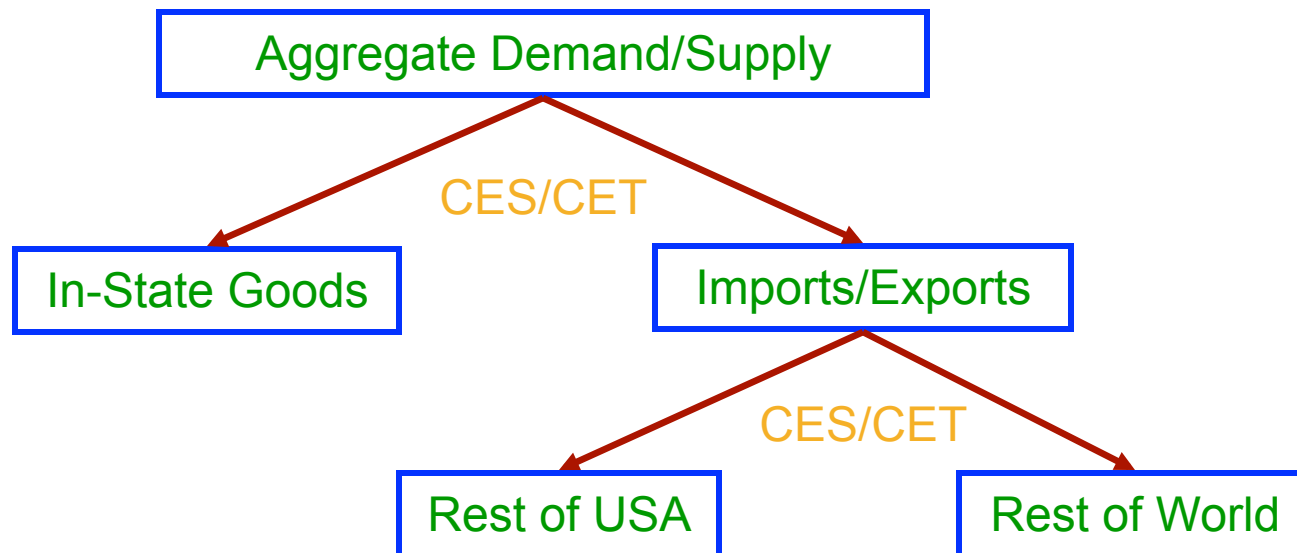 Aggregate Demand/Supply
CES/CET
In-State Goods
Imports/Exports
CES/CET
Rest of USA
Rest of World